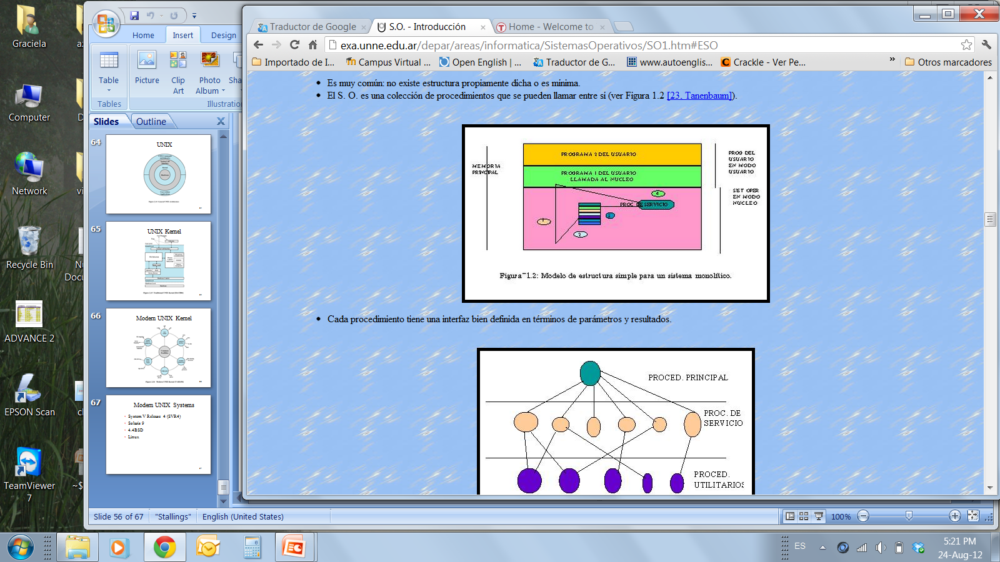 Graciela
Computer
Network
Recycle Bin
ADVANCE 2
EPSON Scan
TeamViewer
7
Home
Insert
Design
Table
Picture
Clip
Art
Photo
Album
Tables
Slides
Outline
64
UNIX
65
UNIX Kernel
66
Modern UNIX Kernel
67
Modern UNIX Systems
System V Release 4 (SVR4)
Solaris 9
4.4BSD
Linux
Slide 56 of 67
"Stallings"
English (United States)
100%
Traductor de Google
S.O. - Introducción
Home - Welcome to
exa.unne.edu.ar/depar/areas/informatica/SistemasOperativos/SO1.htm#ESO
Importado de I...
Campus Virtual ...
Open English | ...
Traductor de G...
www.autoenglis...
Crackle - Ver Pe...
»
Otros marcadores
Es muy común: no existe estructura propiamente dicha o es mínima.
El S. O. es una colección de procedimientos que se pueden llamar entre sí (ver Figura 1.2 [23, Tanenbaum]).
MEMORIA
PRINCIPAL
PROGRAMA 2 DEL USUARIO
PROGRAMA 1 DEL USUARIO
LLAMADA AL NUCLEO
PROC DE SERVICIO
1
2
4
PROG DEL
USUARIO
EN MODO
USUARIO
SIST OPER
EN MODO
NUCLEO
Figura~1.2: Modelo de estructura simple para un sistema monolítico.
Cada procedimiento tiene una interfaz bien definida en términos de parámetros y resultados.
PROCED. PRINCIPAL
PROC. DE
SERVICIO
PROCED.
UTILITARIOS
ES
5:21 PM
24-Aug-12